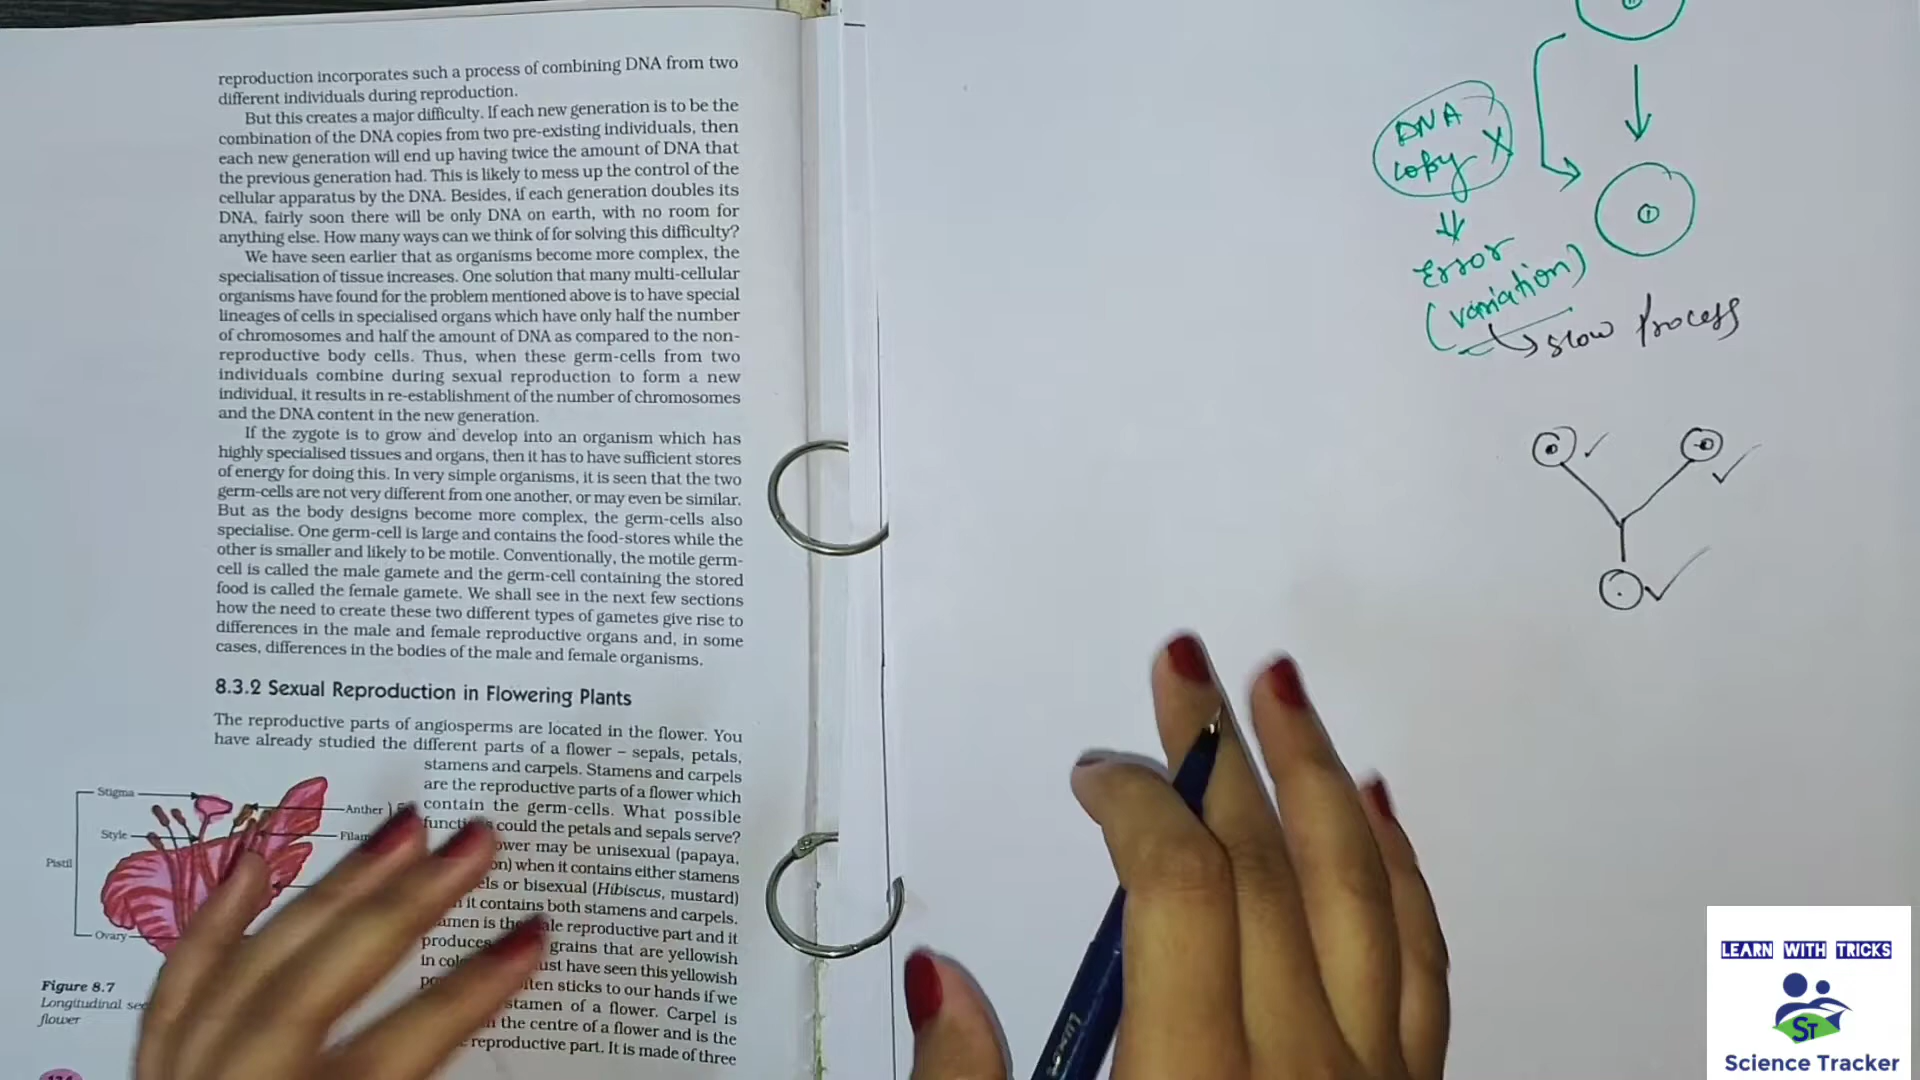 reproduction incorporates such a process of combining DNA from two
different individuals during reproduction.
But this creates a major difficulty. If each new generation is to be the
combination of the DNA copies from two pre-existing individuals, then
each new generation will end up having twice the amount of DNA that
the previous generation had. This is likely to mess up the control of the
cellular apparatus by the DNA. Besides, if each generation doubles its
DNA, fairly soon there will be only DNA on earth, with no room for
anything else. How many ways can we think of for solving this difficulty?
We have seen earlier that as organisms become more complex, the
specialisation of tissue increases. One solution that many multi-cellular
organisms have found for the problem mentioned above is to have special
lineages of cells in specialised organs which have only half the number
of chromosomes and half the amount of DNA as compared to the non-
reproductive body cells. Thus, when these germ-cells from two
individuals combine during sexual reproduction to form a new
individual, it results in re-establishment of the number of chromosomes
and the DNA content in the new generation.
If the zygote is to grow and develop into an organism which has
highly specialised tissues and organs, then it has to have sufficient stores
of energy for doing this. In very simple organisms, it is seen that the two
germ-cells are not very different from one another, or may even be similar.
But as the body designs become more complex, the germ-cells also
specialise. One germ-cell is large and contains the food-stores while the
other is smaller and likely to be motile. Conventionally, the motile germ-
cell is called the male gamete and the germ-cell containing the stored
food is called the female gamete. We shall see in the next few sections
how the need to create these two different types of gametes give rise to
differences in the male and female reproductive organs and, in some
cases, differences in the bodies of the male and female organisms.
8.3.2 Sexual Reproduction in Flowering Plants
The reproductive parts of angiosperms are located in the flower. You
have already studied the different parts of a flower – sepals, petals,
stamens and carpels. Stamens and carpels
are the reproductive parts of a flower which
contain the germ-cells. What possible
could the petals and sepals serve?
may be unisexual (papaya,
when it contains either stamens
or bisexual (Hibiscus, mustard)
it contains both stamens and carpels.
is the male reproductive part and it
produces grains that are yellowish
in must have seen this yellowish
often sticks to our hands if we
stamen of a flower. Carpel is
the centre of a flower and is the
reproductive part. It is made of three
Stigma
Anther
Style
Pistil
Ovary
Figure 8.7
Longitudinal
flower
DNA
copy X
Error
(variation)
slow process
LEARN WITH TRICKS
ST
Science Tracker